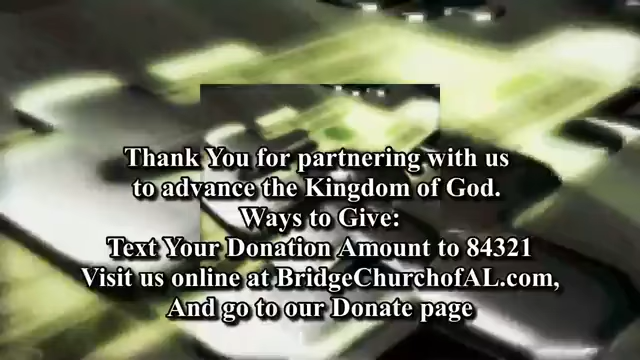 Thank You for partnering with us
to advance the Kingdom of God.
Ways to Give:
Text Your Donation Amount to 84321
Visit us online at BridgeChurchofAL.com,
And go to our Donate page